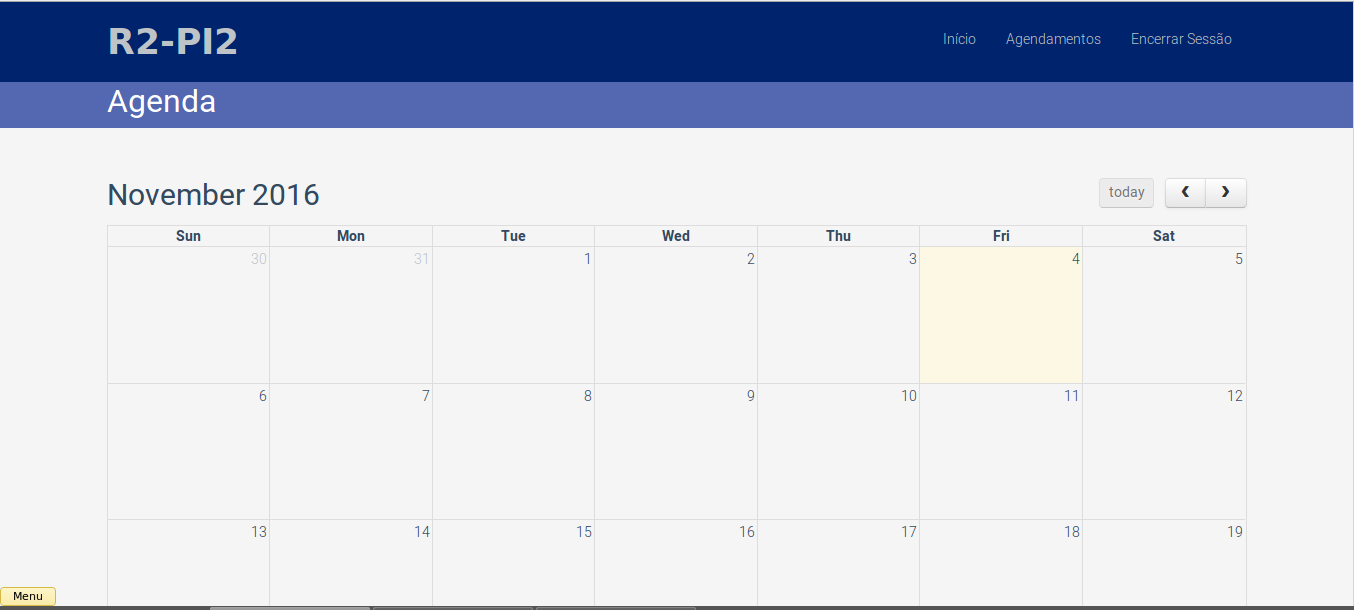 R2-PI2
Início Agendamentos Encerrar Sessão
Agenda
November 2016
today
Sun Mon Tue Wed Thu Fri Sat
30 31 1 2 3 4 5
6 7 8 9 10 11 12
13 14 15 16 17 18 19
Menu